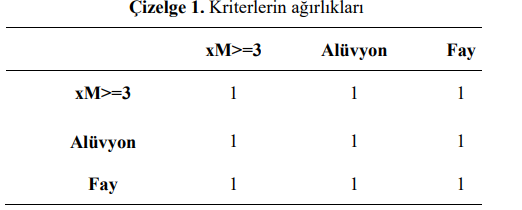 Çizelge 1. Kriterlerin ağırlıkları
xM>=3 Alüvyon Fay
xM>=3 1 1 1
Alüvyon 1 1 1
Fay 1 1 1